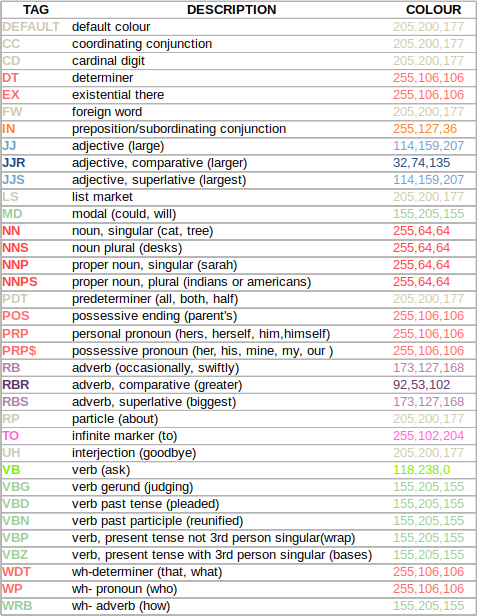 TAG DESCRIPTION COLOUR
DEFAULT default colour 205,200,177
CC coordinating conjunction 205,200,177
CD cardinal digit 205,200,177
DT determiner 255,106,106
EX existential there 255,106,106
FW foreign word 205,200,177
IN preposition/subordinating conjunction 255,127,36
JJ adjective (large) 114,159,207
JJR adjective, comparative (larger) 32,74,135
JJS adjective, superlative (largest) 114,159,207
LS list market 205,200,177
MD modal (could, will) 155,205,155
NN noun, singular (cat, tree) 255,64,64
NNS noun plural (desks) 255,64,64
NNP proper noun, singular (sarah) 255,64,64
NNPS proper noun, plural (indians or americans) 255,64,64
PDT predeterminer (all, both, half) 205,200,177
POS possessive ending (parent's) 255,106,106
PRP personal pronoun (hers, herself, him,himself) 255,106,106
PRP$ possessive pronoun (her, his, mine, my, our ) 255,106,106
RB adverb (occasionally, swiftly) 173,127,168
RBR adverb, comparative (greater) 92,53,102
RBS adverb, superlative (biggest) 173,127,168
RP particle (about) 205,200,177
TO infinite marker (to) 255,102,204
UH interjection (goodbye) 205,200,177
VB verb (ask) 118,238,0
VBG verb gerund (judging) 155,205,155
VBD verb past tense (pleaded) 155,205,155
VBN verb past participle (reunified) 155,205,155
VBP verb, present tense not 3rd person singular(wrap) 155,205,155
VBZ verb, present tense with 3rd person singular (bases) 155,205,155
WDT wh-determiner (that, what) 255,106,106
WP wh- pronoun (who) 255,106,106
WRB wh- adverb (how) 155,205,155